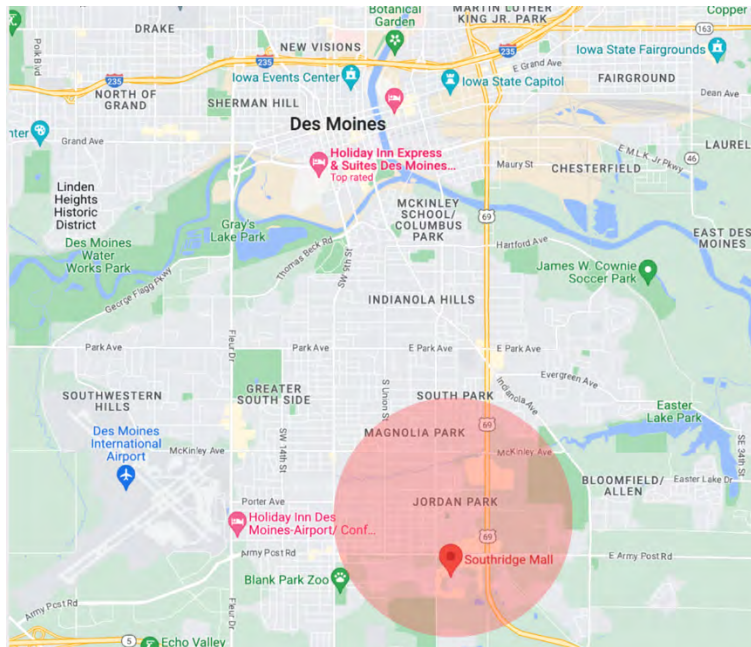 Botanical
Garden
MARTIN LUTHER
KING JR. PARK
Copper
DRAKE
163
NEW VISIONS
Iowa State Fairgrounds
Polk Blvd
235
235
E Grand Ave
Iowa Events Center
Iowa State Capitol
FAIRGROUND
235
NORTH OF
GRAND
SHERMAN HILL
Dean Ave
Des Moines
nter
Grand Ave
Holiday Inn Express
& Suites Des Moines...
Top rated
E M.L.K. Jr Pkwy
LAUREL
46
Maury St
CHESTERFIELD
Linden
Heights
Historic
District
MCKINLEY
SCHOOL/
COLUMBUS
PARK
69
Gray's
Lake Park
EAST DES
MOINES
Des Moines
Water
Works Park
Thomas Beck Rd
SW 9th St
Hartford Ave
James W. Cownie
Soccer Park
George Flagg Pkwy
INDIANOLA HILLS
Fleur Dr
Park Ave
Park Ave
E Park Ave
E Park Ave
Evergreen Ave
SOUTHWESTERN
HILLS
GREATER
SOUTH SIDE
S Union St
SOUTH PARK
Indianola Ave
Easter
Lake Park
Des Moines
International
Airport
SW 14th St
MAGNOLIA PARK
69
McKinley Ave
McKinley Ave
SE 34th St
BLOOMFIELD/
ALLEN
Easter Lake Dr
Porter Ave
JORDAN PARK
Holiday Inn Des
Moines-Airport/ Conf...
69
Army Post Rd
E Army Post Rd
Southridge Mall
Blank Park Zoo
Army Post Rd
Fleur Dr
5
Echo Valley